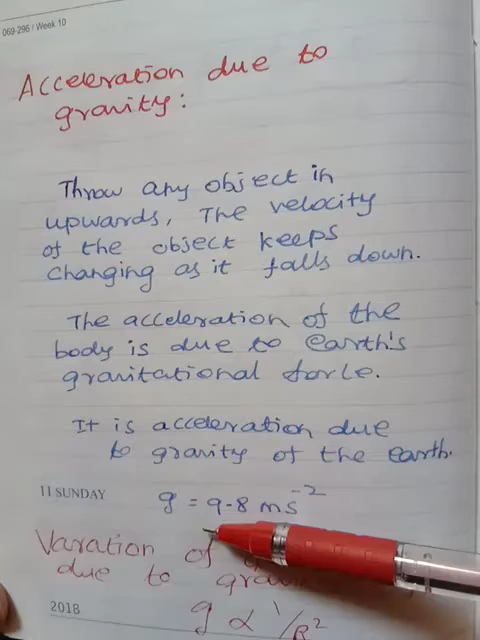 069-296 / Week 10
Acceleration due to
gravity:
Throw any object in
upwards, The velocity
of the object keeps
changing as it falls down.
The acceleration of the
body is due to earth's
gravitational force.
It is acceleration due
to gravity of the earth.
11 SUNDAY
g = 9.8 ms⁻²
Varation of
due to
g ∝ 1/R²
2018